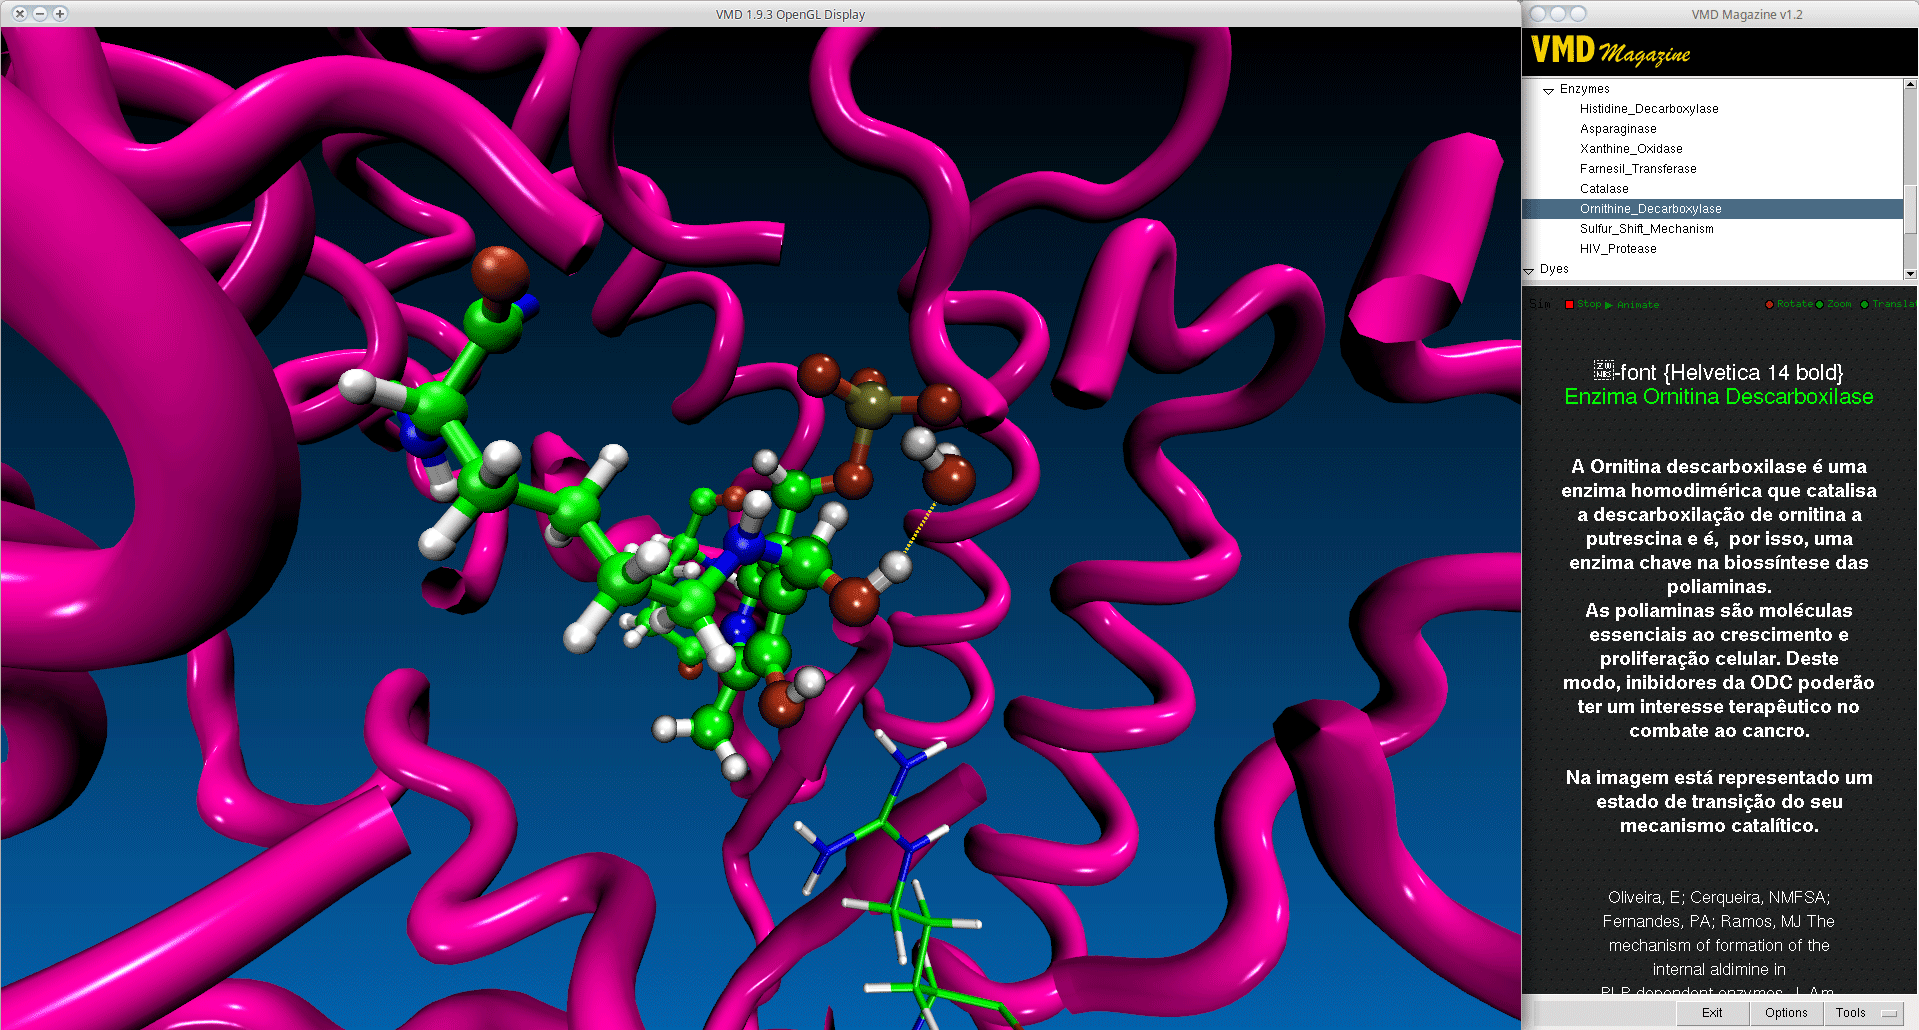 VMD 1.9.3 OpenGL Display
VMD Magazine v1.2
VMD Magazine
Enzymes
Histidine_Decarboxylase
Asparaginase
Xanthine_Oxidase
Farnesil_Transferase
Catalase
Ornithine_Decarboxylase
Sulfur_Shift_Mechanism
HIV_Protease
Dyes
Sim Stop Animate Rotate Zoom Translat
-font {Helvetica 14 bold}
Enzima Ornitina Descarboxilase
A Ornitina descarboxilase é uma
enzima homodimérica que catalisa
a descarboxilação de ornitina a
putrescina e é, por isso, uma
enzima chave na biossíntese das
poliaminas.
As poliaminas são moléculas
essenciais ao crescimento e
proliferação celular. Deste
modo, inibidores da ODC poderão
ter um interesse terapêutico no
combate ao cancro.
Na imagem está representado um
estado de transição do seu
mecanismo catalítico.
Oliveira, E; Cerqueira, NMFSA;
Fernandes, PA; Ramos, MJ The
mechanism of formation of the
internal aldimine in
PLP dependent enzymes, J. Am.
Exit Options Tools